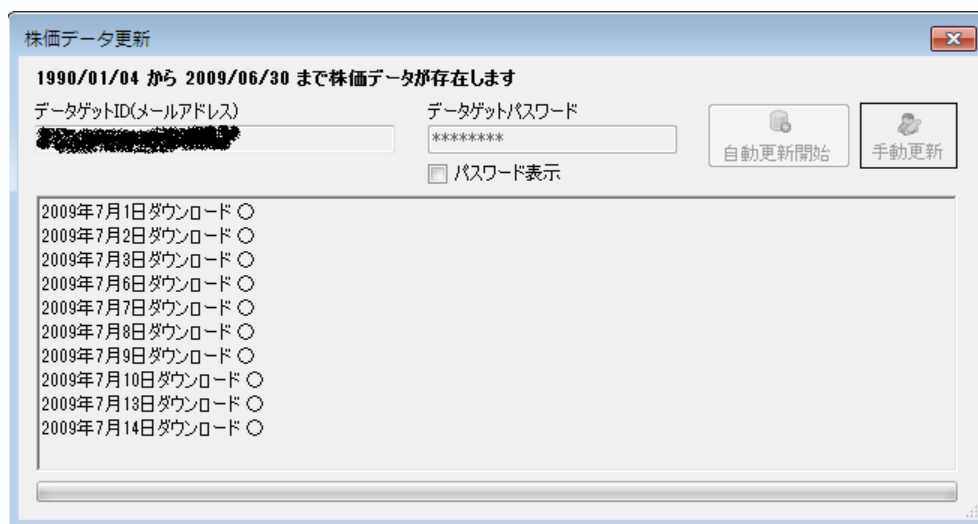 株価データ更新
1990/01/04 から 2009/06/30 まで株価データが存在します
データゲットID(メールアドレス)
データゲットパスワード
********
パスワード表示
自動更新開始
手動更新
2009年7月1日ダウンロード ○
2009年7月2日ダウンロード ○
2009年7月3日ダウンロード ○
2009年7月6日ダウンロード ○
2009年7月7日ダウンロード ○
2009年7月8日ダウンロード ○
2009年7月9日ダウンロード ○
2009年7月10日ダウンロード ○
2009年7月13日ダウンロード ○
2009年7月14日ダウンロード ○